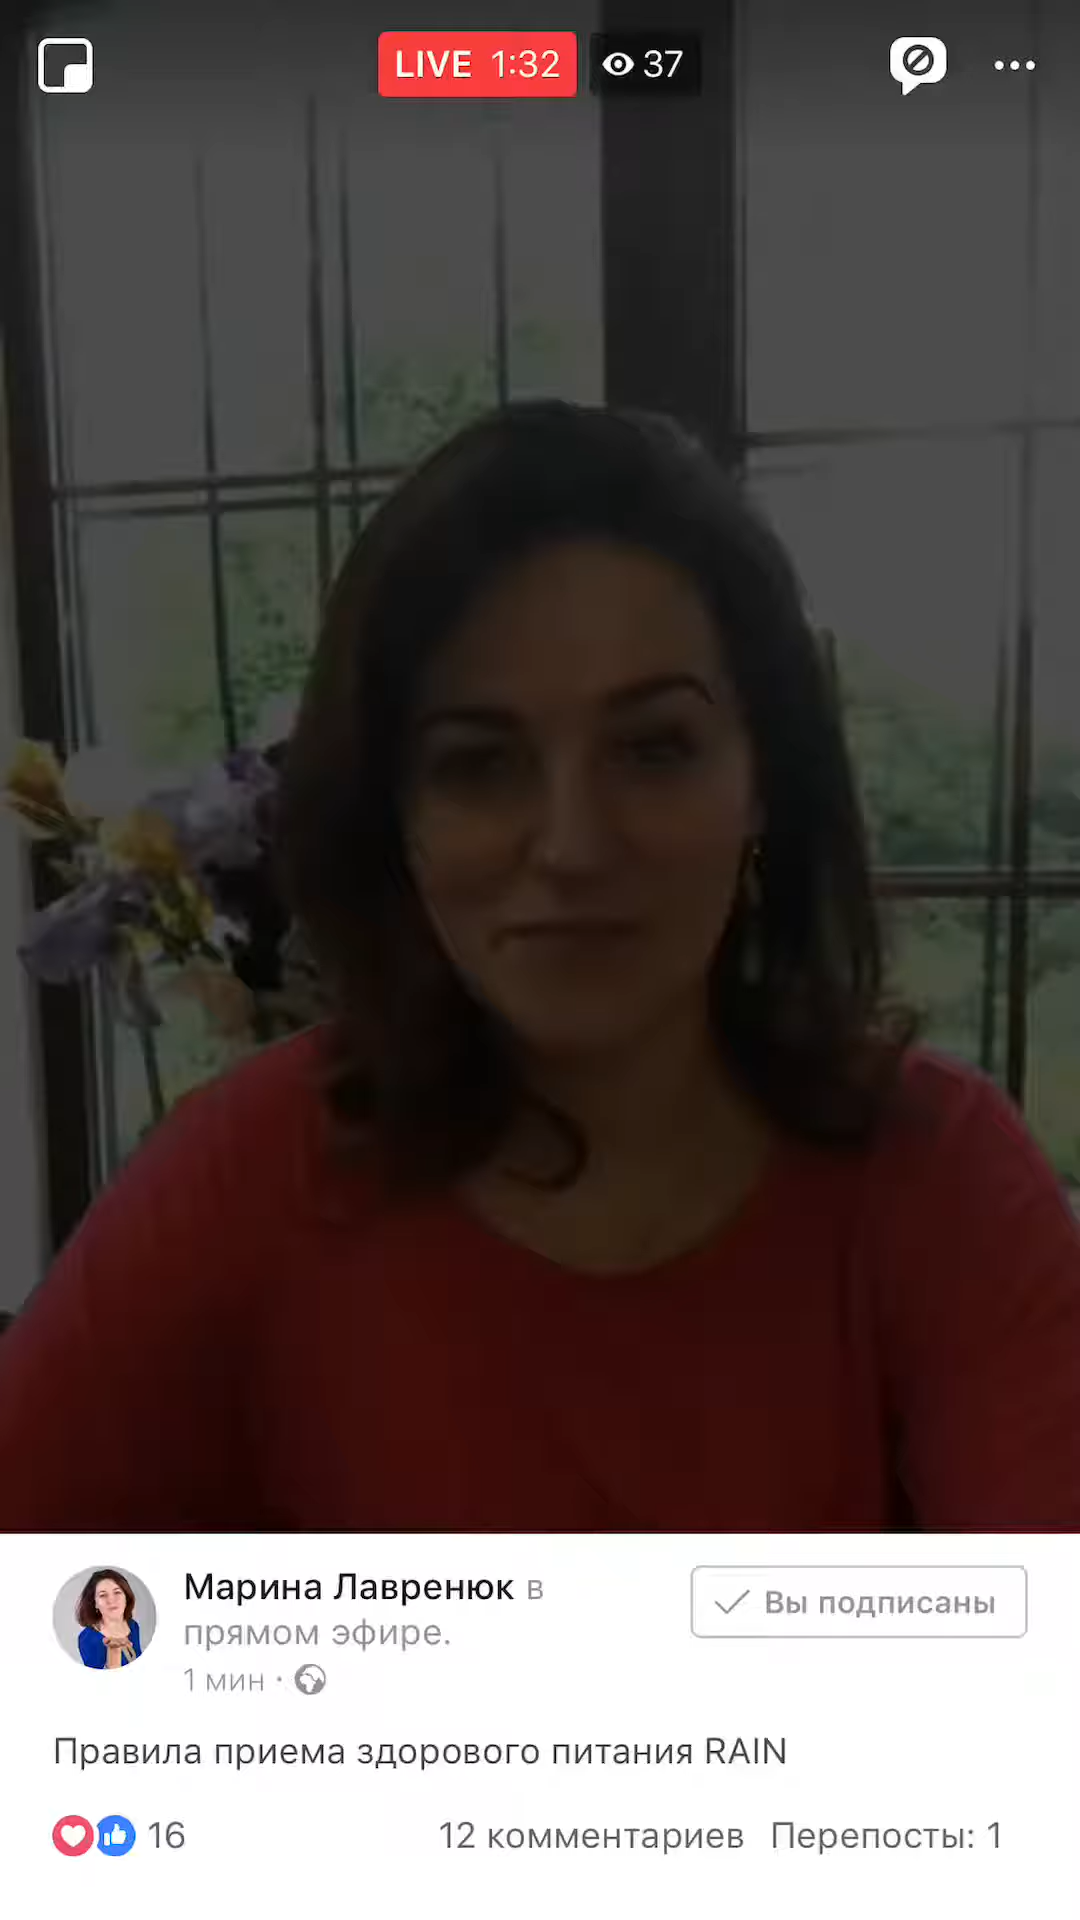 LIVE 1:32 37
Марина Лавренюк в
прямом эфире.
Вы подписаны
1 мин ·
Правила приема здорового питания RAIN
16 12 комментариев Перепосты: 1